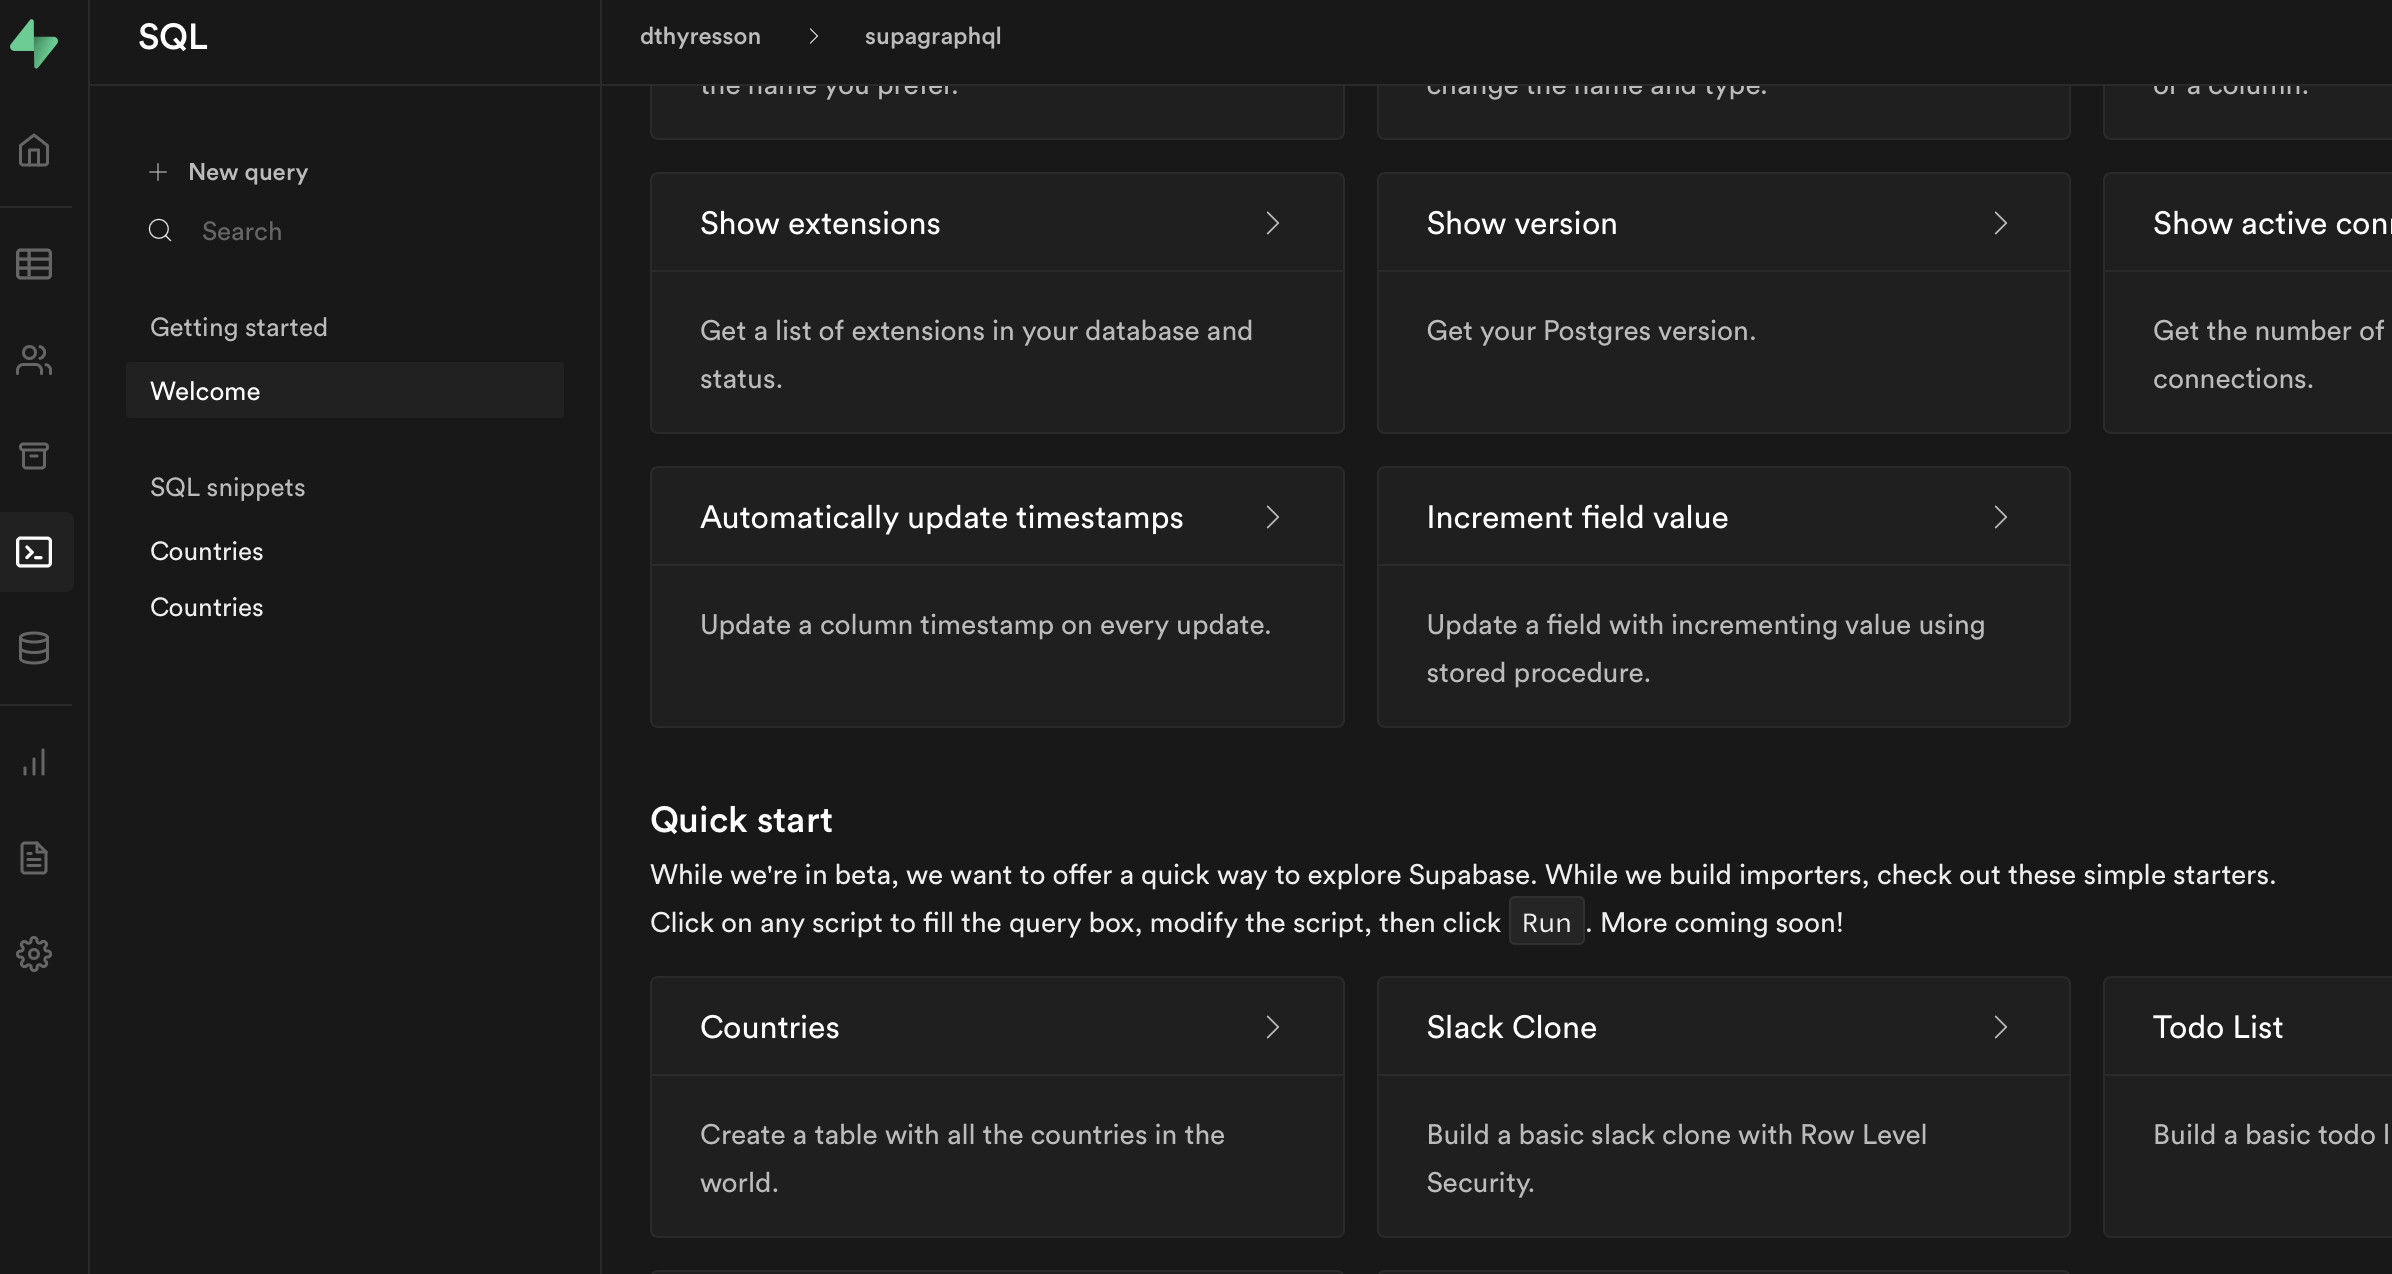 SQL
dthyresson
supagraphql
New query
Search
Getting started
Welcome
SQL snippets
Countries
Countries
the name you prefer.
change the name and type.
or a column.
Show extensions
Get a list of extensions in your database and
status.
Show version
Get your Postgres version.
Show active
Get the number of
connections.
Automatically update timestamps
Update a column timestamp on every update.
Increment field value
Update a field with incrementing value using
stored procedure.
Quick start
While we're in beta, we want to offer a quick way to explore Supabase. While we build importers, check out these simple starters.
Click on any script to fill the query box, modify the script, then click Run. More coming soon!
Countries
Create a table with all the countries in the
world.
Slack Clone
Build a basic slack clone with Row Level
Security.
Todo List
Build a basic todo